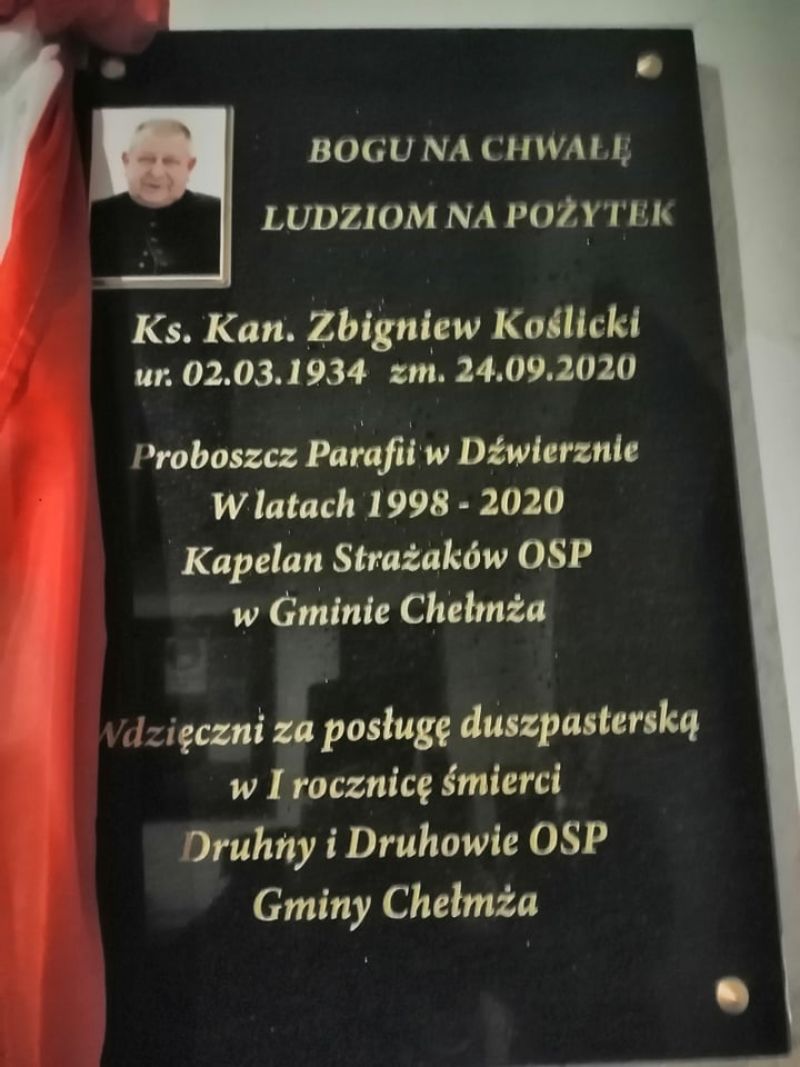 BOGU NA CHWAŁĘ
LUDZIOM NA POŻYTEK
Ks. Kan. Zbigniew Koślicki
ur. 02.03.1934 zm. 24.09.2020
Proboszcz Parafii w Dźwierznie
W latach 1998 - 2020
Kapelan Strażaków OSP
w Gminie Chełmża
Wdzięczni za posługę duszpasterską
w I rocznicę śmierci
Druhny i Druhowie OSP
Gminy Chełmża